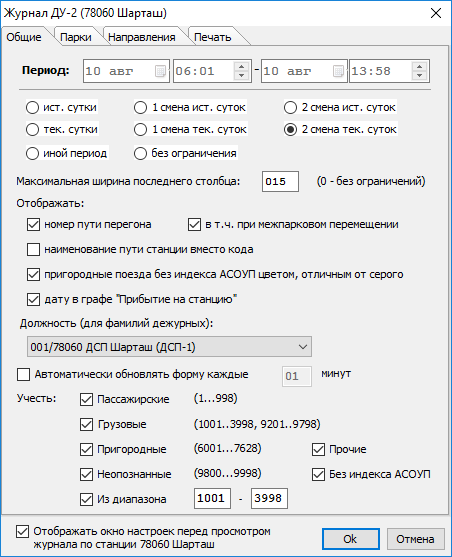 Журнал ДУ-2 (78060 Шарташ)
Общие Парки Направления Печать
Период: 10 авг 06:01 - 10 авг 13:58
ист. сутки 1 смена ист. суток 2 смена ист. суток
тек. сутки 1 смена тек. суток 2 смена тек. суток
иной период без ограничения
Максимальная ширина последнего столбца: 015 (0 - без ограничений)
Отображать:
номер пути перегона в т.ч. при межпарковом перемещении
наименование пути станции вместо кода
пригородные поезда без индекса АСОУП цветом, отличным от серого
дату в графе "Прибытие на станцию"
Должность (для фамилий дежурных):
001/78060 ДСП Шарташ (ДСП-1)
Автоматически обновлять форму каждые 01 минут
Учесть: Пассажирские (1...998)
Грузовые (1001..3998, 9201..9798)
Пригородные (6001...7628) Прочие
Неопознанные (9800...9998) Без индекса АСОУП
Из диапазона 1001 - 3998
Отображать окно настроек перед просмотром
журнала по станции 78060 Шарташ
Ok Отмена